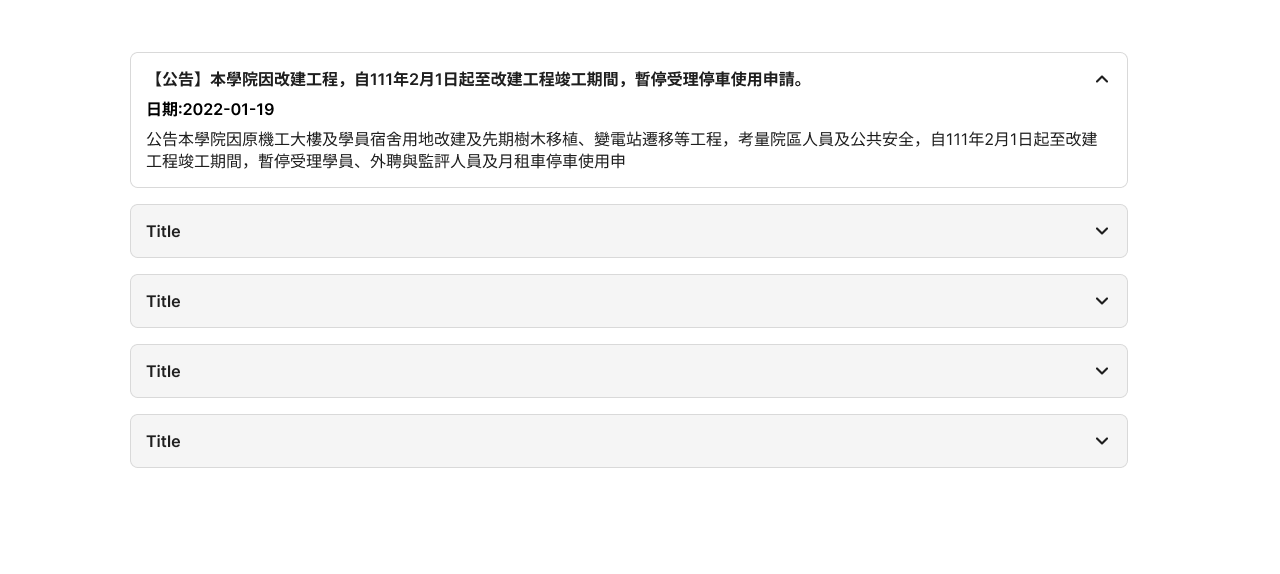 【公告】本學院因改建工程，自111年2月1日起至改建工程竣工期間，暫停受理停車使用申請。
日期:2022-01-19
公告本學院因原機工大樓及學員宿舍用地改建及先期樹木移植、變電站遷移等工程，考量院區人員及公共安全，自111年2月1日起至改建
工程竣工期間，暫停受理學員、外聘與監評人員及月租車停車使用申
Title
Title
Title
Title